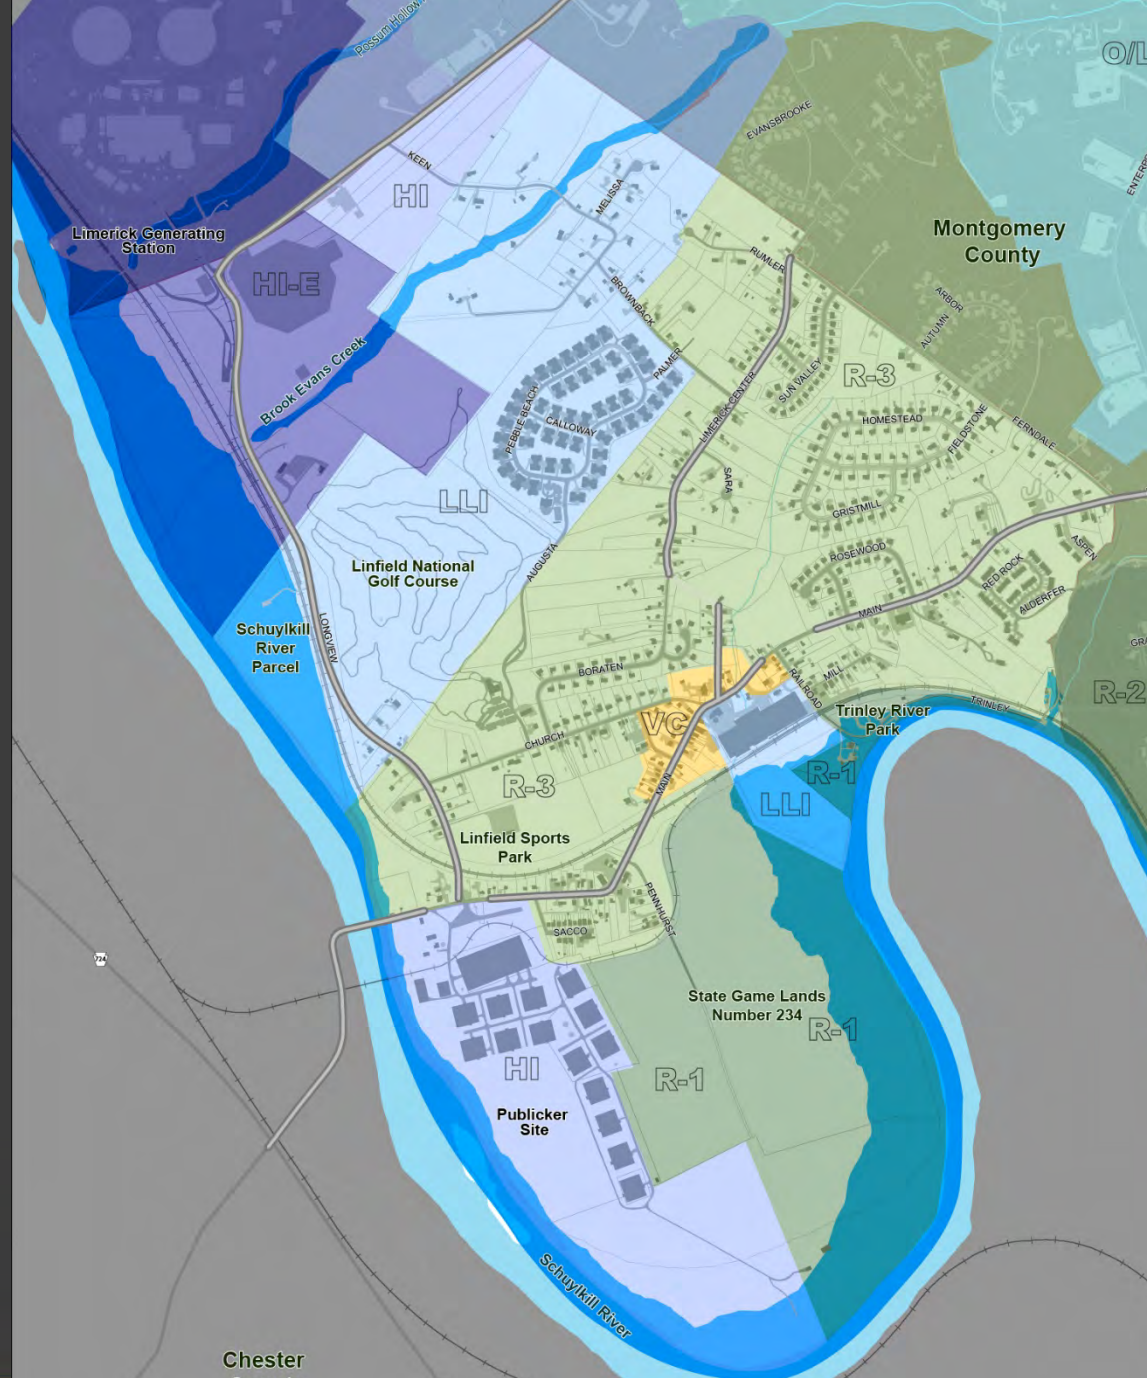 Possum Hollow
O/L
EVANSBROOKE
KEEN
HI
MELISSA
Limerick Generating
Station
HI-E
Montgomery
County
RUMLER
BROWNBACK
ARBOR
AUTUMN
Brook Evans Creek
PALMER
SUN VALLEY
R-3
PEBBLE BEACH
CALLOWAY
LIMERICK CENTER
HOMESTEAD
FIELDSTONE
FERNDALE
SARA
LLI
GRISTMILL
Linfield National
Golf Course
AUGUSTA
ROSEWOOD
ASPEN
RED ROCK
ALDERFER
MAIN
Schuylkill
River
Parcel
LONGVIEW
BORATEN
MILL
RAILROAD
R-2
TRINLEY
Trinley River
Park
VC
CHURCH
R-1
MAIN
R-3
LLI
Linfield Sports
Park
PENNHURST
SACCO
724
State Game Lands
Number 234
R-1
HI
R-1
Publicker
Site
Schuylkill River
Chester